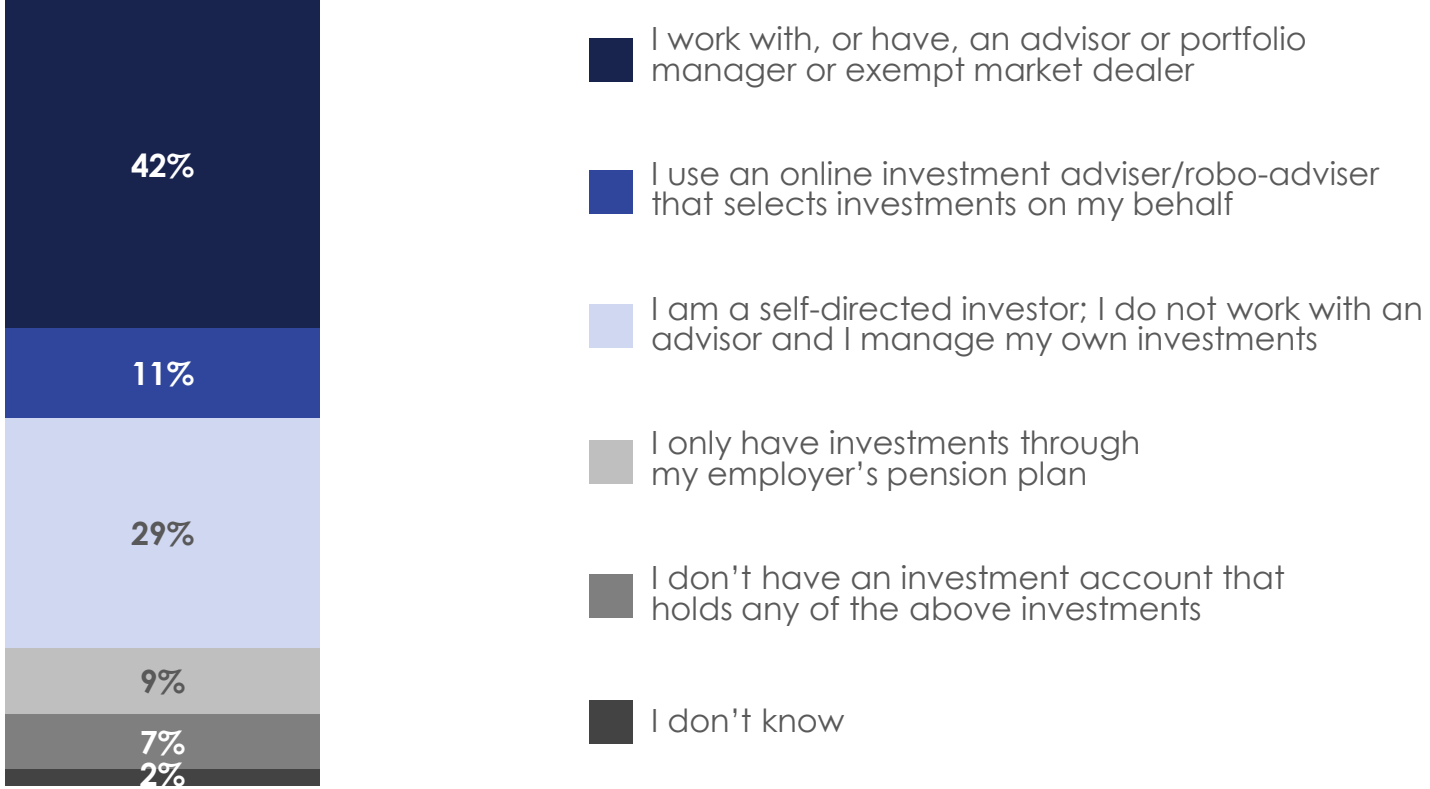 42%
11%
29%
9%
7%
2%
I work with, or have, an advisor or portfolio
manager or exempt market dealer
I use an online investment adviser/robo-adviser
that selects investments on my behalf
I am a self-directed investor; I do not work with an
advisor and I manage my own investments
I only have investments through
my employer’s pension plan
I don’t have an investment account that
holds any of the above investments
I don’t know